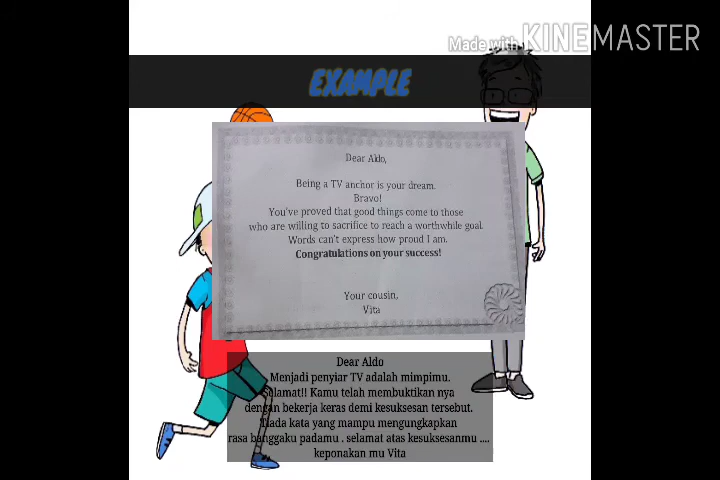 Made with KINEMASTER
EXAMPLE
Dear Aldo,
Being a TV anchor is your dream.
Bravo!
You've proved that good things come to those
who are willing to sacrifice to reach a worthwhile goal.
Words can't express how proud I am.
Congratulations on your success!
Your cousin,
Vita
Dear Aldo
Menjadi penyiar TV adalah mimpimu.
selamat!! Kamu telah membuktikan nya
dengan bekerja keras demi kesuksesan tersebut.
Tiada kata yang mampu mengungkapkan
rasa banggaku padamu . selamat atas kesuksesanmu ....
keponakan mu Vita